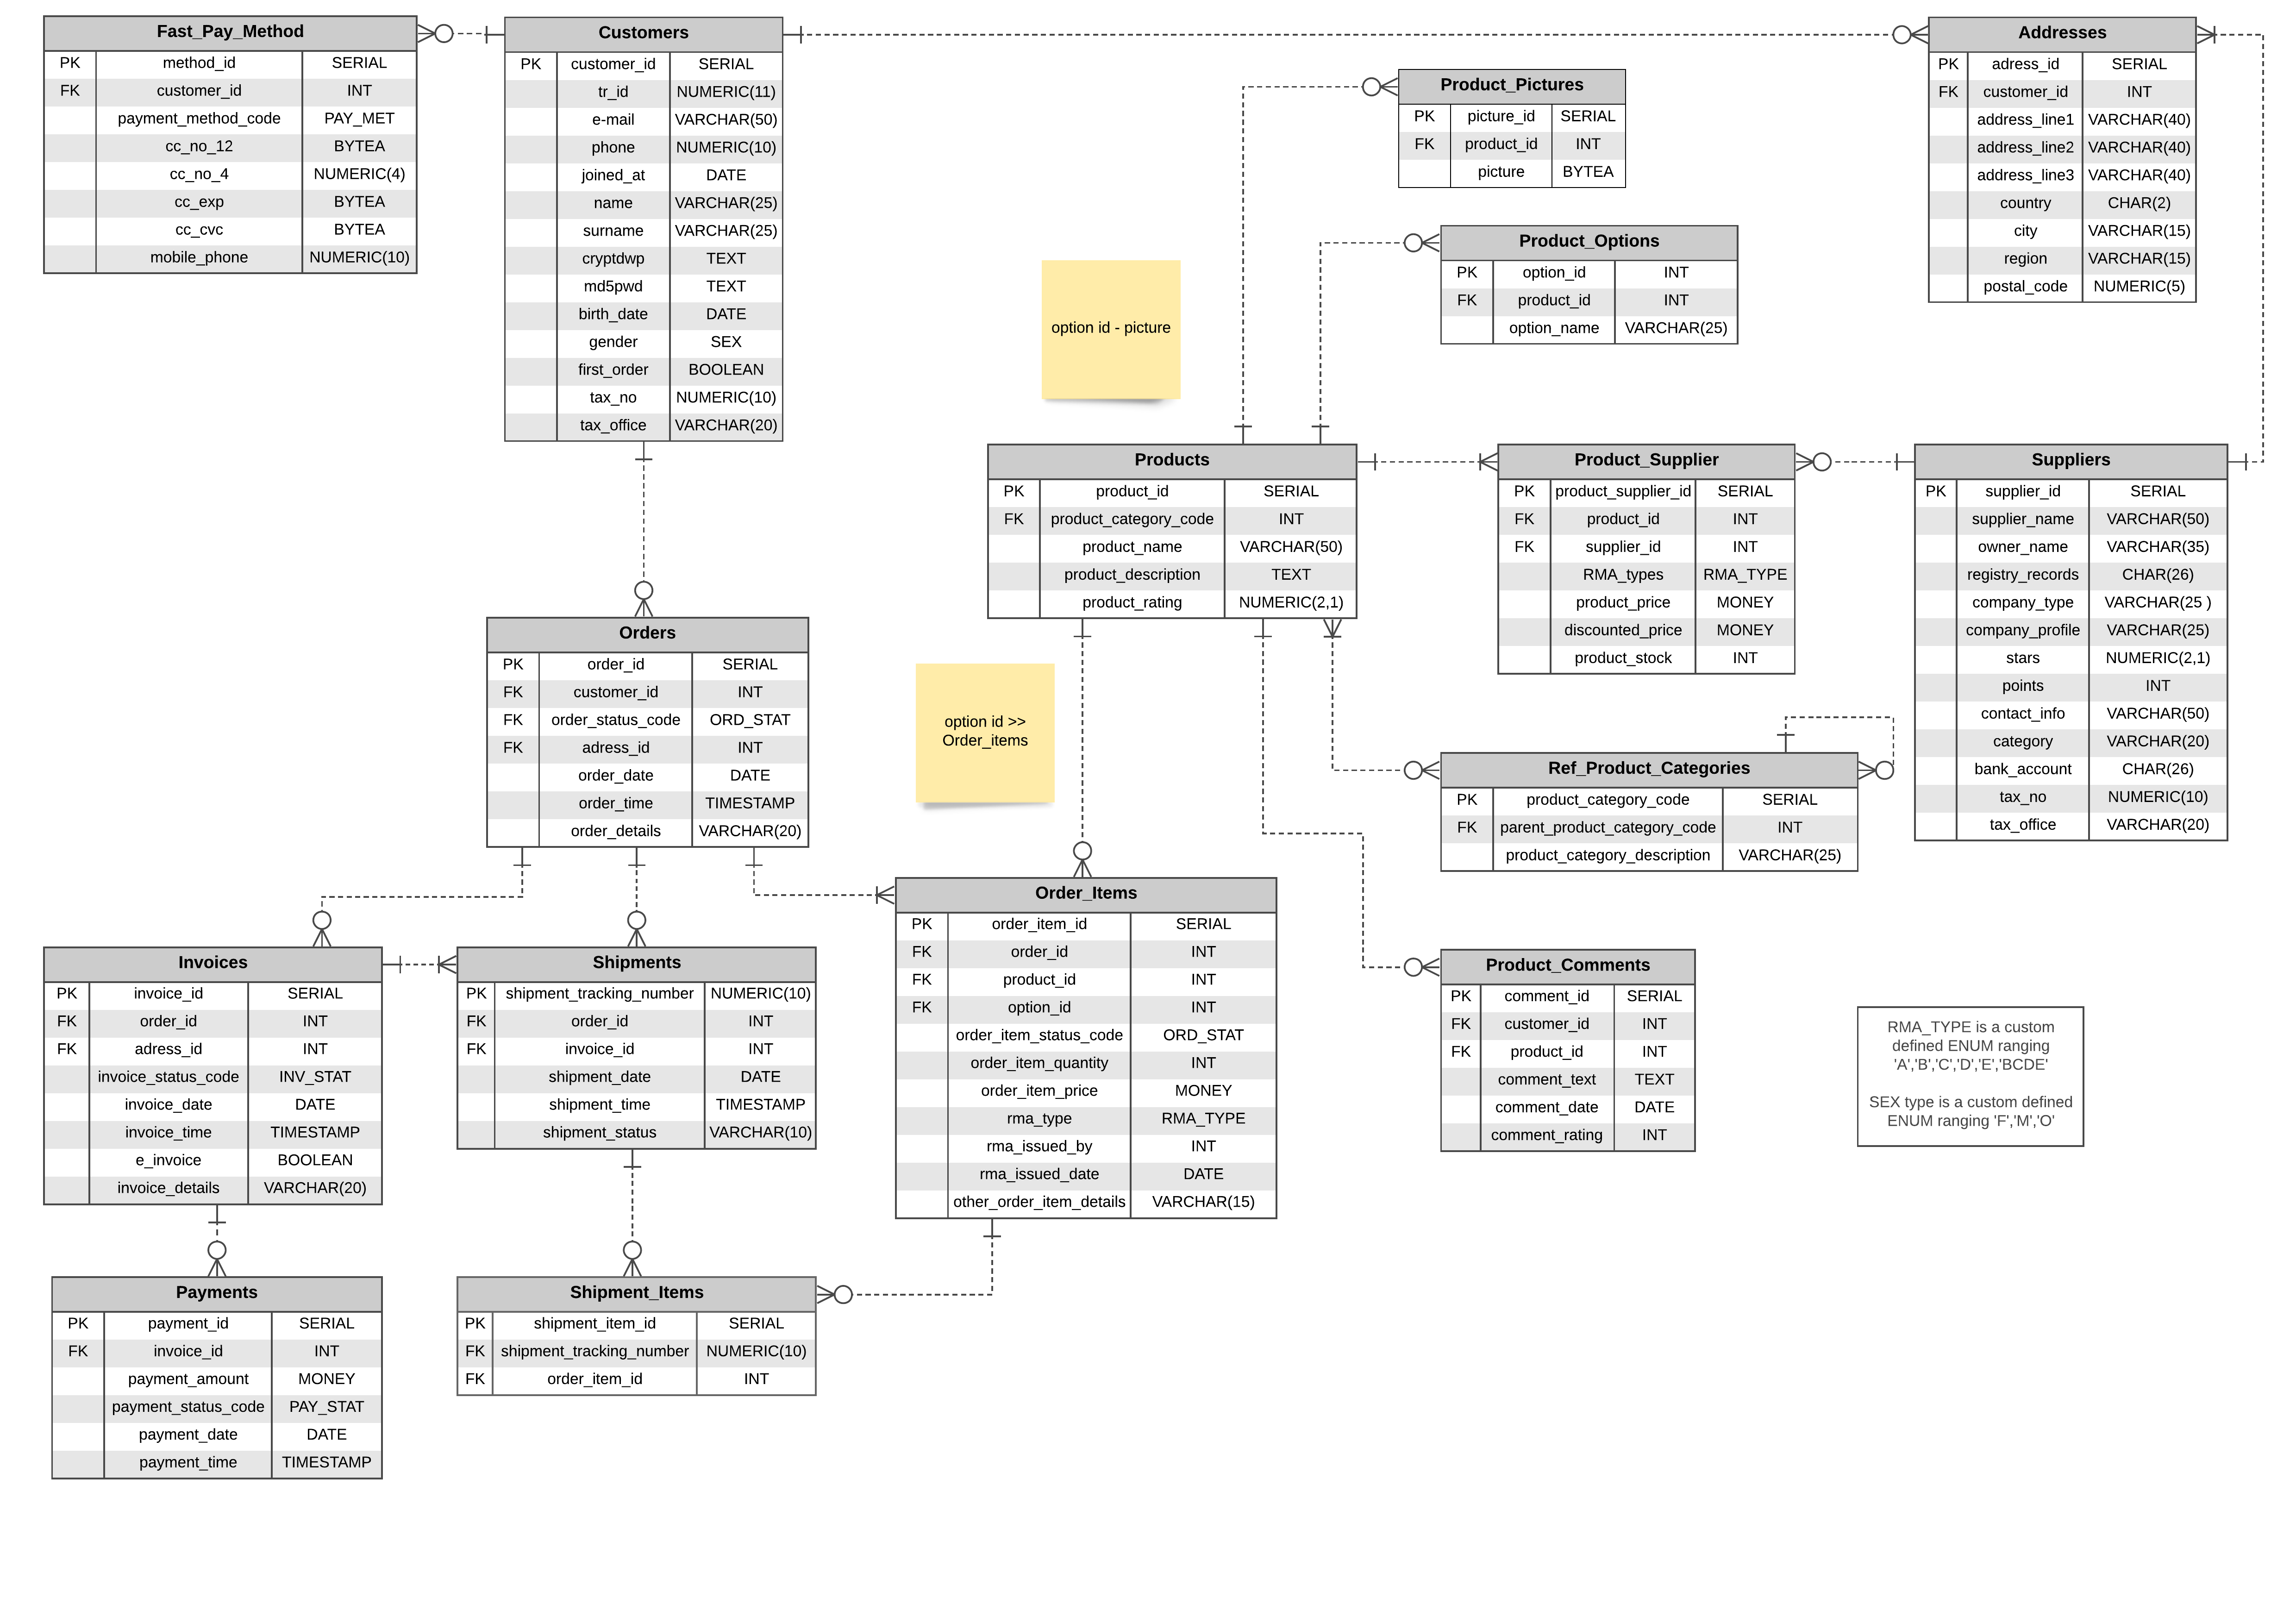 Fast_Pay_Method
PK method_id SERIAL
FK customer_id INT
payment_method_code PAY_MET
cc_no_12 BYTEA
cc_no_4 NUMERIC(4)
cc_exp BYTEA
cc_cvc BYTEA
mobile_phone NUMERIC(10)
Customers
PK customer_id SERIAL
tr_id NUMERIC(11)
e-mail VARCHAR(50)
phone NUMERIC(10)
joined_at DATE
name VARCHAR(25)
surname VARCHAR(25)
cryptdwp TEXT
md5pwd TEXT
birth_date DATE
gender SEX
first_order BOOLEAN
tax_no NUMERIC(10)
tax_office VARCHAR(20)
Addresses
PK adress_id SERIAL
FK customer_id INT
address_line1 VARCHAR(40)
address_line2 VARCHAR(40)
address_line3 VARCHAR(40)
country CHAR(2)
city VARCHAR(15)
region VARCHAR(15)
postal_code NUMERIC(5)
Product_Pictures
PK picture_id SERIAL
FK product_id INT
picture BYTEA
Product_Options
PK option_id INT
FK product_id INT
option_name VARCHAR(25)
option id - picture
Products
PK product_id SERIAL
FK product_category_code INT
product_name VARCHAR(50)
product_description TEXT
product_rating NUMERIC(2,1)
Product_Supplier
PK product_supplier_id SERIAL
FK product_id INT
FK supplier_id INT
RMA_types RMA_TYPE
product_price MONEY
discounted_price MONEY
product_stock INT
Suppliers
PK supplier_id SERIAL
supplier_name VARCHAR(50)
owner_name VARCHAR(35)
registry_records CHAR(26)
company_type VARCHAR(25 )
company_profile VARCHAR(25)
stars NUMERIC(2,1)
points INT
contact_info VARCHAR(50)
category VARCHAR(20)
bank_account CHAR(26)
tax_no NUMERIC(10)
tax_office VARCHAR(20)
Orders
PK order_id SERIAL
FK customer_id INT
FK order_status_code ORD_STAT
FK adress_id INT
order_date DATE
order_time TIMESTAMP
order_details VARCHAR(20)
option id >>
Order_items
Ref_Product_Categories
PK product_category_code SERIAL
FK parent_product_category_code INT
product_category_description VARCHAR(25)
Invoices
PK invoice_id SERIAL
FK order_id INT
FK adress_id INT
invoice_status_code INV_STAT
invoice_date DATE
invoice_time TIMESTAMP
e_invoice BOOLEAN
invoice_details VARCHAR(20)
Shipments
PK shipment_tracking_number NUMERIC(10)
FK order_id INT
FK invoice_id INT
shipment_date DATE
shipment_time TIMESTAMP
shipment_status VARCHAR(10)
Order_Items
PK order_item_id SERIAL
FK order_id INT
FK product_id INT
FK option_id INT
order_item_status_code ORD_STAT
order_item_quantity INT
order_item_price MONEY
rma_type RMA_TYPE
rma_issued_by INT
rma_issued_date DATE
other_order_item_details VARCHAR(15)
Product_Comments
PK comment_id SERIAL
FK customer_id INT
FK product_id INT
comment_text TEXT
comment_date DATE
comment_rating INT
RMA_TYPE is a custom
defined ENUM ranging
'A','B','C','D','E','BCDE'
SEX type is a custom defined
ENUM ranging 'F','M','O'
Payments
PK payment_id SERIAL
FK invoice_id INT
payment_amount MONEY
payment_status_code PAY_STAT
payment_date DATE
payment_time TIMESTAMP
Shipment_Items
PK shipment_item_id SERIAL
FK shipment_tracking_number NUMERIC(10)
FK order_item_id INT